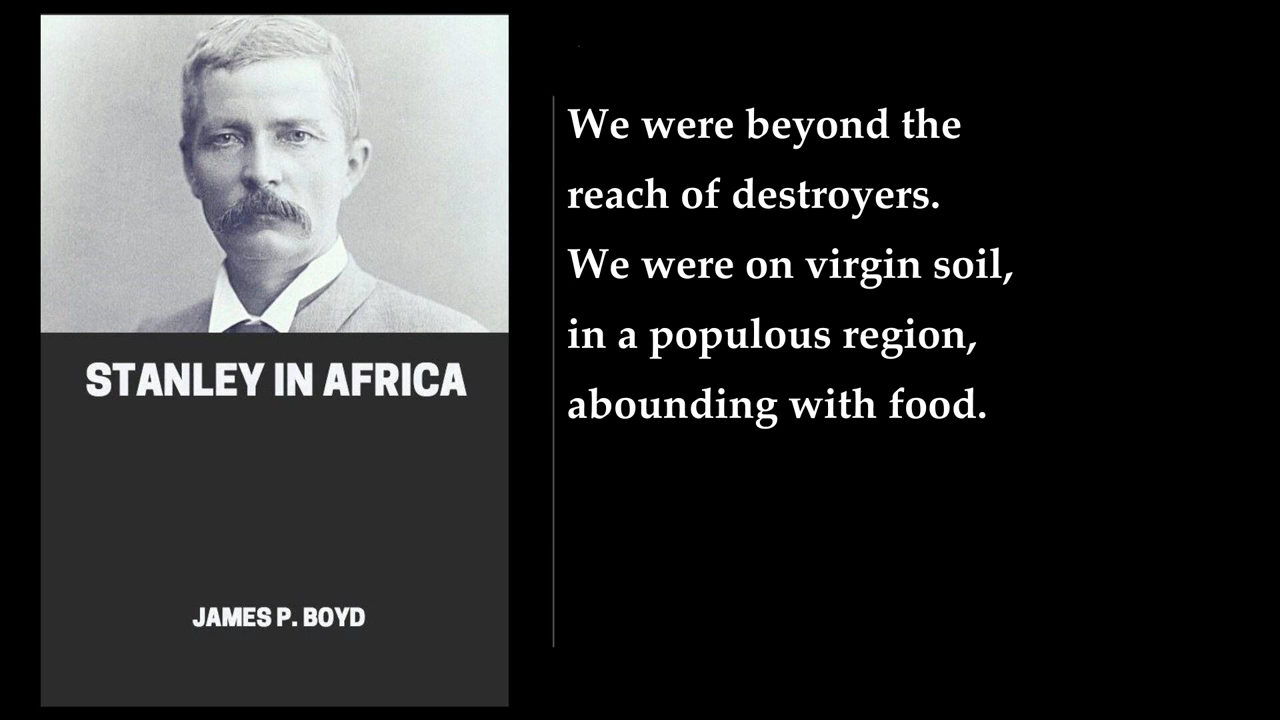 STANLEY IN AFRICA
JAMES P. BOYD
We were beyond the
reach of destroyers.
We were on virgin soil,
in a populous region,
abounding with food.